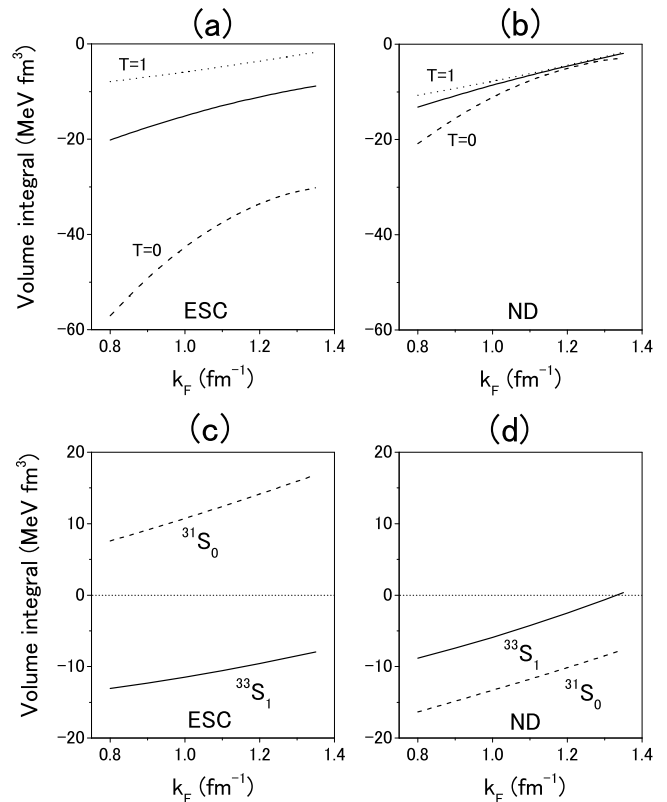 (a)
(b)
Volume integral (MeV fm³)
0
−20
−40
−60
T=1
T=0
ESC
0.8 1.0 1.2 1.4
k_F (fm⁻¹)
0
−20
−40
−60
T=1
T=0
ND
0.8 1.0 1.2 1.4
k_F (fm⁻¹)
(c)
(d)
Volume integral (MeV fm³)
20
10
0
−10
−20
³¹S₀
³³S₁
ESC
0.8 1.0 1.2 1.4
k_F (fm⁻¹)
20
10
0
−10
−20
³³S₁
³¹S₀
ND
0.8 1.0 1.2 1.4
k_F (fm⁻¹)